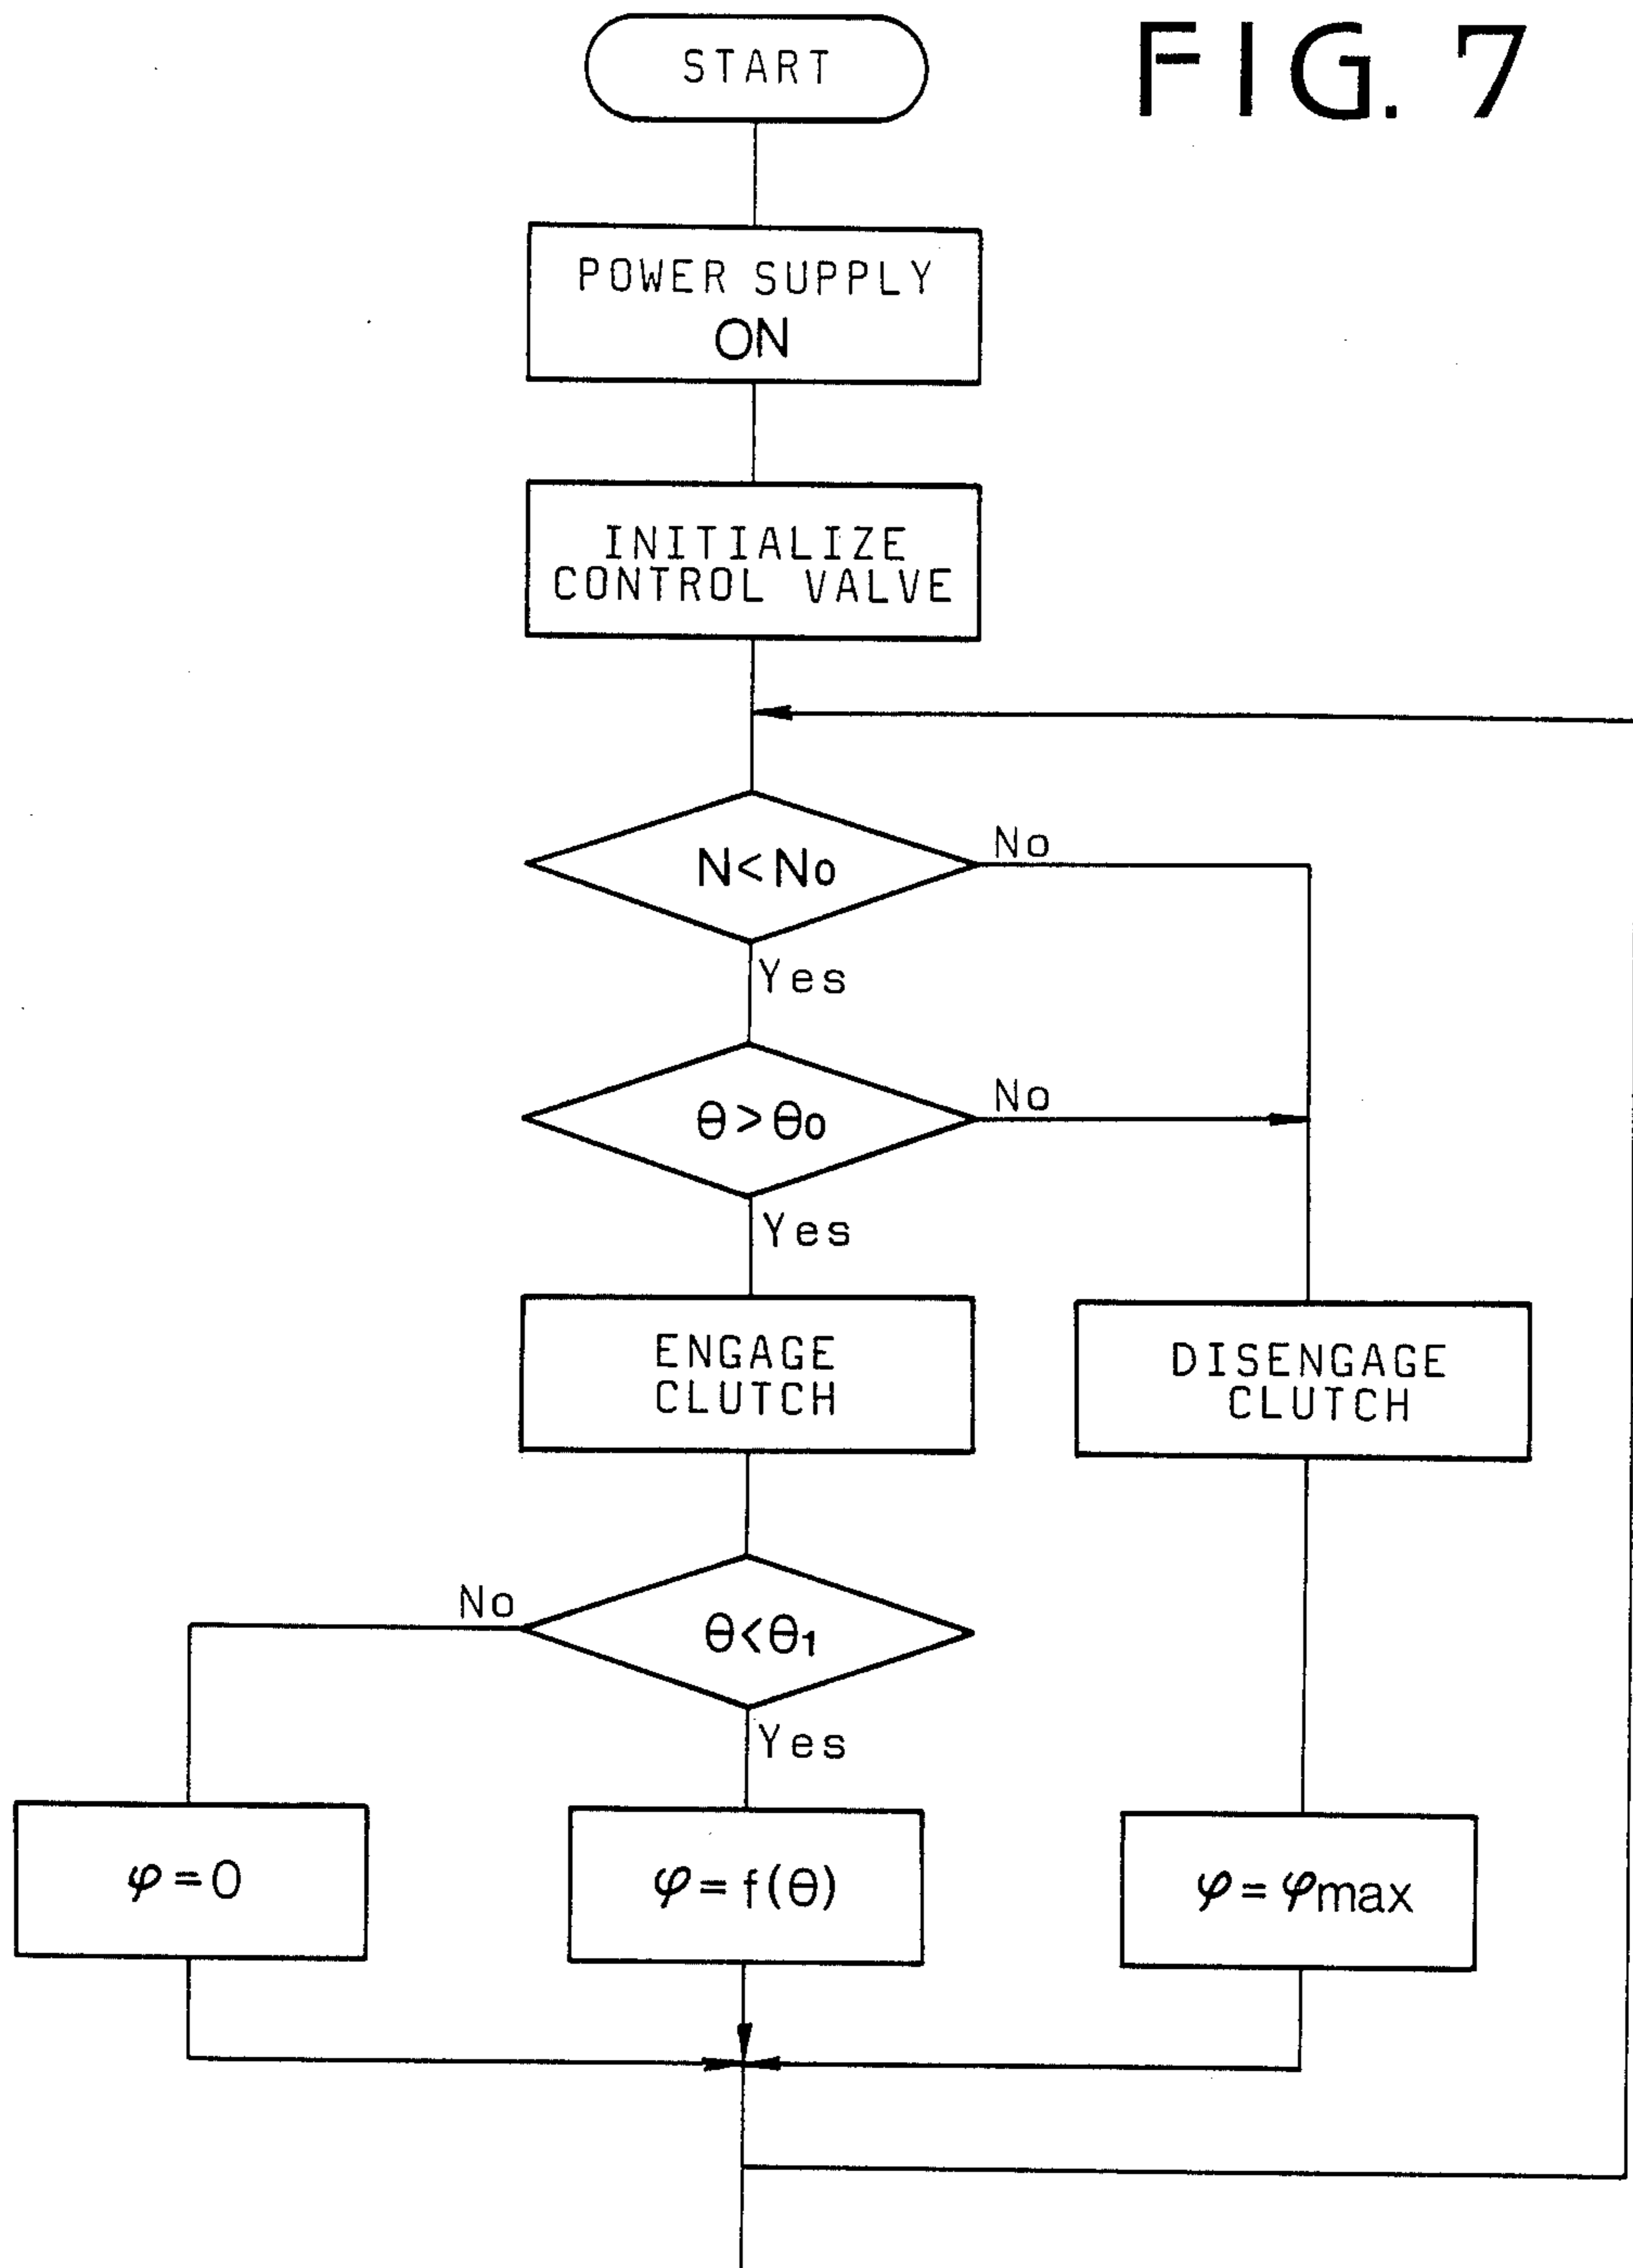 FIG. 7
START
POWER SUPPLY
ON
INITIALIZE
CONTROL VALVE
N<No
No
Yes
θ>θo
No
Yes
ENGAGE
CLUTCH
DISENGAGE
CLUTCH
No
θ<θ1
Yes
φ=0
φ=f(θ)
φ=φmax